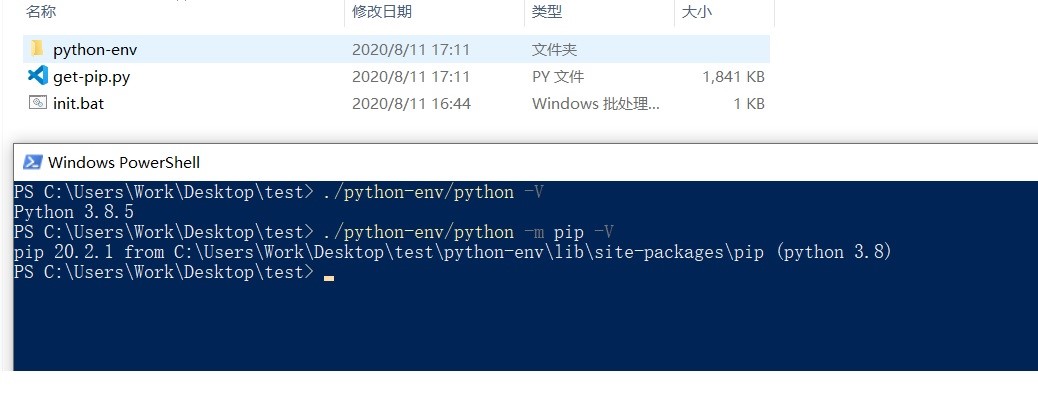 名称 修改日期 类型 大小
python-env 2020/8/11 17:11 文件夹
get-pip.py 2020/8/11 17:11 PY 文件 1,841 KB
init.bat 2020/8/11 16:44 Windows 批处理... 1 KB
Windows PowerShell
PS C:\Users\Work\Desktop\test> ./python-env/python -V
Python 3.8.5
PS C:\Users\Work\Desktop\test> ./python-env/python -m pip -V
pip 20.2.1 from C:\Users\Work\Desktop\test\python-env\lib\site-packages\pip (python 3.8)
PS C:\Users\Work\Desktop\test>